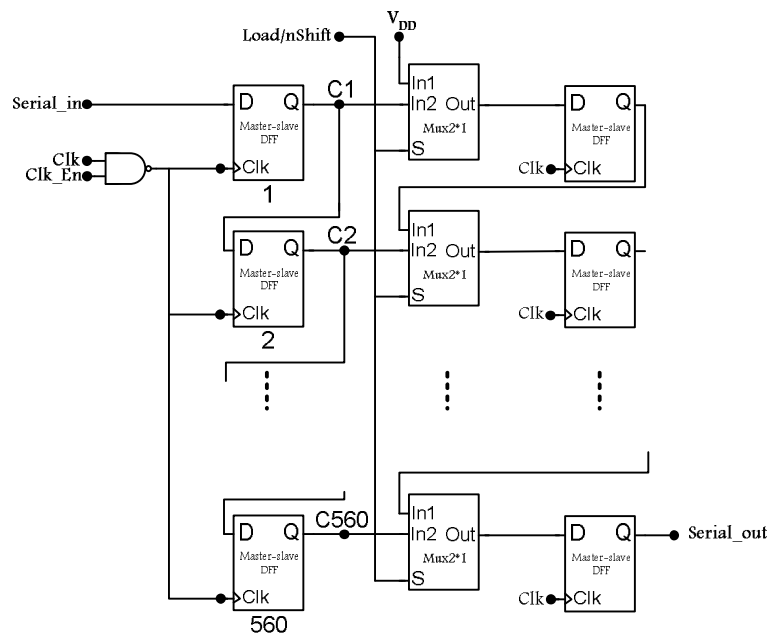 V_DD
Load/nShift
C1
Serial_in
D Q
Master-slave
DFF
Clk
1
In1
In2 Out
Mux2*1
S
D Q
Master-slave
DFF
Clk
Clk
Clk
Clk_En
C2
D Q
Master-slave
DFF
Clk
2
In1
In2 Out
Mux2*1
S
D Q
Master-slave
DFF
Clk
Clk
C560
D Q
Master-slave
DFF
Clk
560
In1
In2 Out
Mux2*1
S
D Q
Master-slave
DFF
Clk
Clk
Serial_out